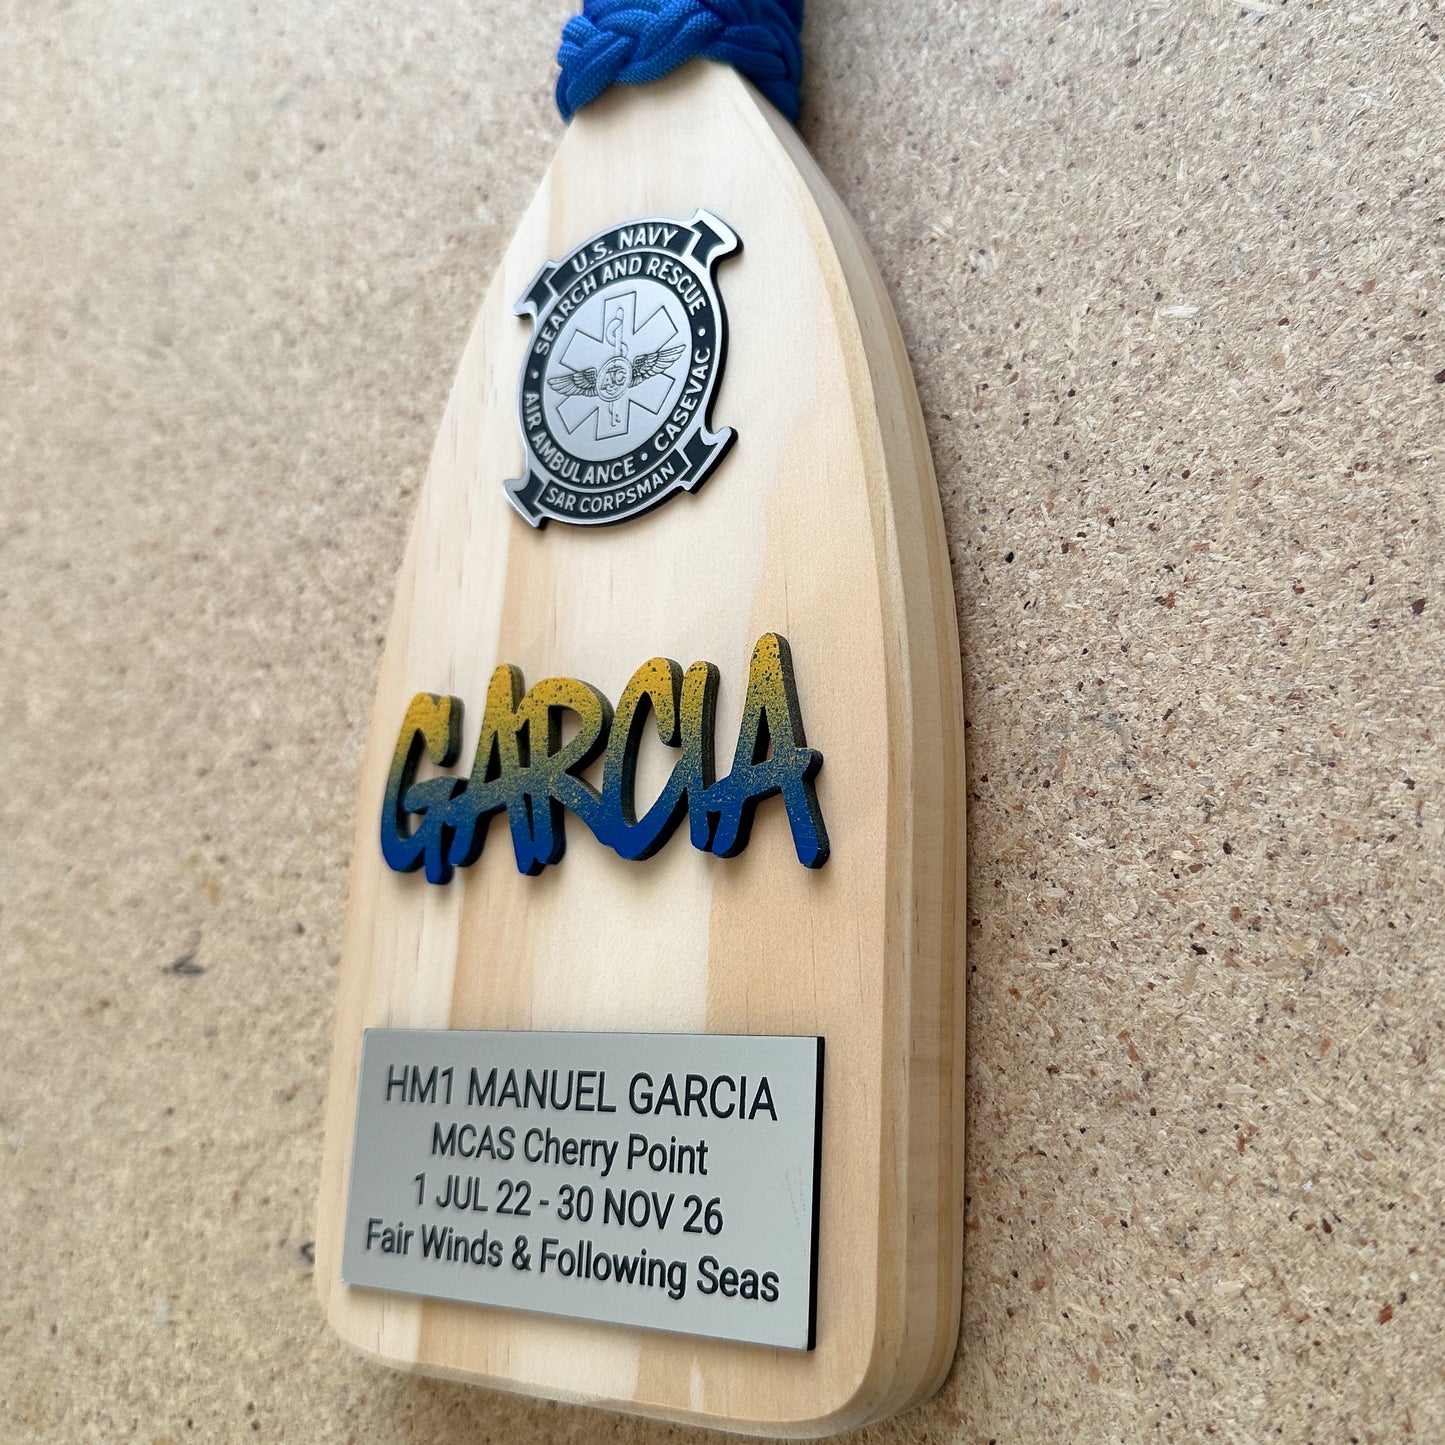 U.S. NAVY
SEARCH AND RESCUE
AIR AMBULANCE • CASEVAC
SAR CORPSMAN
GARCIA
HM1 MANUEL GARCIA
MCAS Cherry Point
1 JUL 22 - 30 NOV 26
Fair Winds & Following Seas